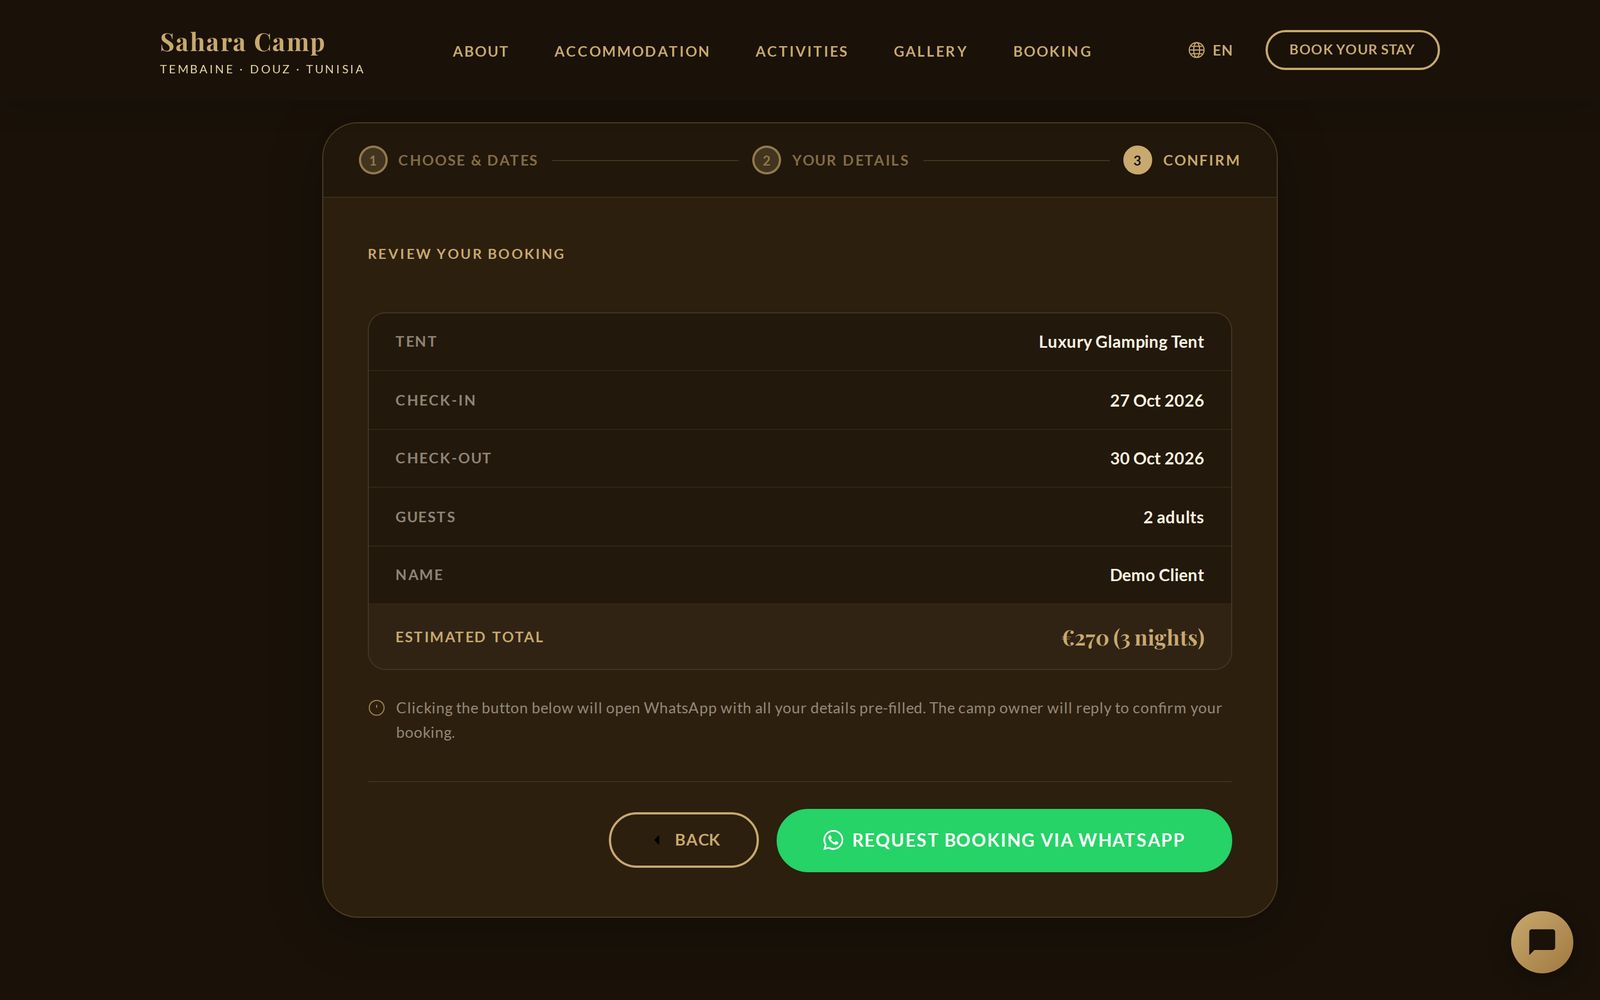 Sahara Camp
TEMBAINE · DOUZ · TUNISIA
ABOUT
ACCOMMODATION
ACTIVITIES
GALLERY
BOOKING
EN
BOOK YOUR STAY
1 CHOOSE & DATES
2 YOUR DETAILS
3 CONFIRM
REVIEW YOUR BOOKING
TENT Luxury Glamping Tent
CHECK-IN 27 Oct 2026
CHECK-OUT 30 Oct 2026
GUESTS 2 adults
NAME Demo Client
ESTIMATED TOTAL €270 (3 nights)
Clicking the button below will open WhatsApp with all your details pre-filled. The camp owner will reply to confirm your
booking.
BACK
REQUEST BOOKING VIA WHATSAPP